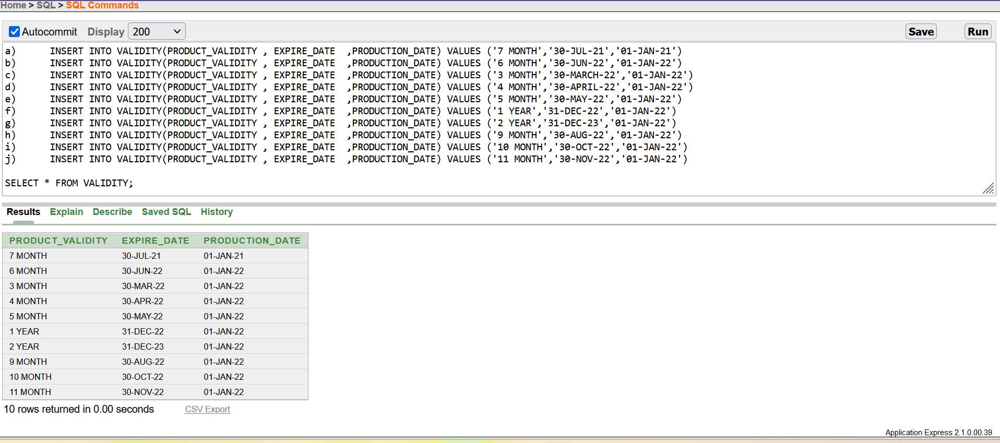 Home > SQL > SQL Commands
Autocommit Display 200 Save Run
a) INSERT INTO VALIDITY(PRODUCT_VALIDITY , EXPIRE_DATE ,PRODUCTION_DATE) VALUES ('7 MONTH','30-JUL-21','01-JAN-21')
b) INSERT INTO VALIDITY(PRODUCT_VALIDITY , EXPIRE_DATE ,PRODUCTION_DATE) VALUES ('6 MONTH','30-JUN-22','01-JAN-22')
c) INSERT INTO VALIDITY(PRODUCT_VALIDITY , EXPIRE_DATE ,PRODUCTION_DATE) VALUES ('3 MONTH','30-MARCH-22','01-JAN-22')
d) INSERT INTO VALIDITY(PRODUCT_VALIDITY , EXPIRE_DATE ,PRODUCTION_DATE) VALUES ('4 MONTH','30-APRIL-22','01-JAN-22')
e) INSERT INTO VALIDITY(PRODUCT_VALIDITY , EXPIRE_DATE ,PRODUCTION_DATE) VALUES ('5 MONTH','30-MAY-22','01-JAN-22')
f) INSERT INTO VALIDITY(PRODUCT_VALIDITY , EXPIRE_DATE ,PRODUCTION_DATE) VALUES ('1 YEAR','31-DEC-22','01-JAN-22')
g) INSERT INTO VALIDITY(PRODUCT_VALIDITY , EXPIRE_DATE ,PRODUCTION_DATE) VALUES ('2 YEAR','31-DEC-23','01-JAN-22')
h) INSERT INTO VALIDITY(PRODUCT_VALIDITY , EXPIRE_DATE ,PRODUCTION_DATE) VALUES ('9 MONTH','30-AUG-22','01-JAN-22')
i) INSERT INTO VALIDITY(PRODUCT_VALIDITY , EXPIRE_DATE ,PRODUCTION_DATE) VALUES ('10 MONTH','30-OCT-22','01-JAN-22')
j) INSERT INTO VALIDITY(PRODUCT_VALIDITY , EXPIRE_DATE ,PRODUCTION_DATE) VALUES ('11 MONTH','30-NOV-22','01-JAN-22')
SELECT * FROM VALIDITY;
Results Explain Describe Saved SQL History
PRODUCT_VALIDITY EXPIRE_DATE PRODUCTION_DATE
7 MONTH 30-JUL-21 01-JAN-21
6 MONTH 30-JUN-22 01-JAN-22
3 MONTH 30-MAR-22 01-JAN-22
4 MONTH 30-APR-22 01-JAN-22
5 MONTH 30-MAY-22 01-JAN-22
1 YEAR 31-DEC-22 01-JAN-22
2 YEAR 31-DEC-23 01-JAN-22
9 MONTH 30-AUG-22 01-JAN-22
10 MONTH 30-OCT-22 01-JAN-22
11 MONTH 30-NOV-22 01-JAN-22
10 rows returned in 0.00 seconds CSV Export
Application Express 2.1.0.00.39